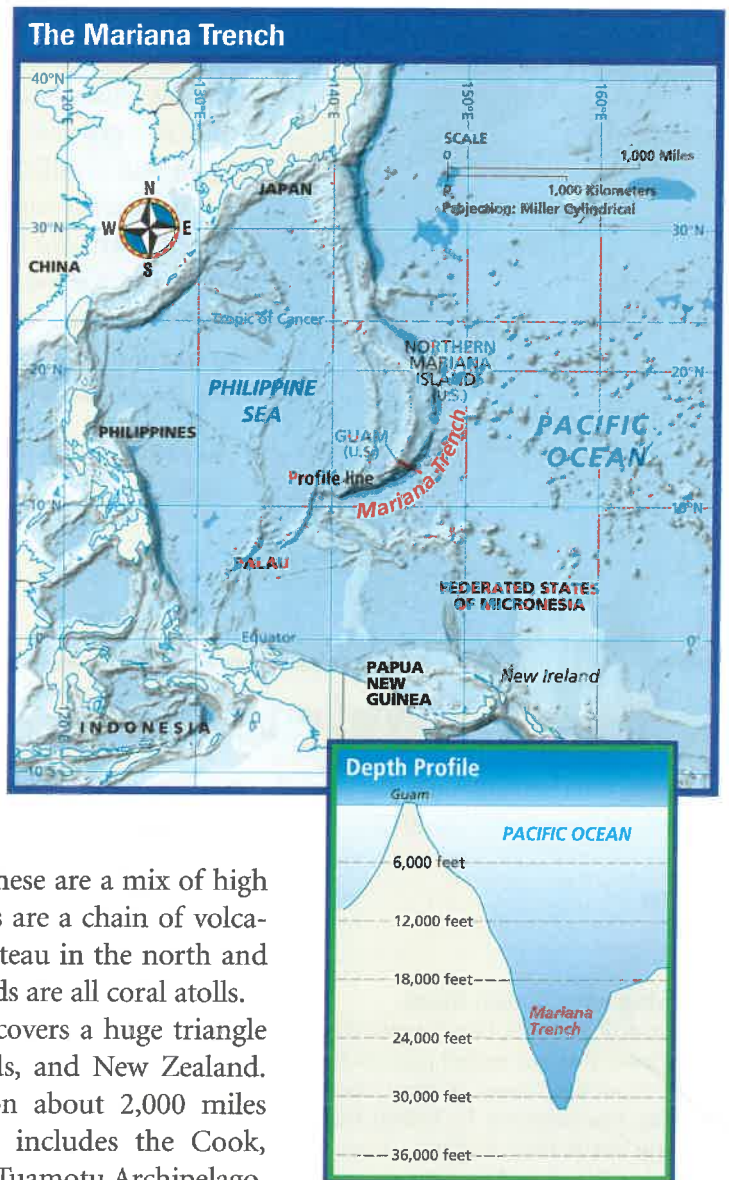 The Mariana Trench
40°N
120°E
130°E
140°E
150°E
160°E
SCALE
0
1,000 Miles
0
1,000 Kilometers
Projection: Miller Cylindrical
N
W
E
S
JAPAN
30°N
30°N
CHINA
Tropic of Cancer
NORTHERN
MARIANA
ISLAND
(U.S.)
20°N
20°N
PHILIPPINE
SEA
PACIFIC
OCEAN
PHILIPPINES
GUAM
(U.S.)
Profile line
Mariana Trench
10°N
10°N
PALAU
FEDERATED STATES
OF MICRONESIA
Equator
0°
PAPUA
NEW
GUINEA
New Ireland
120°E
INDONESIA
10°S
Depth Profile
Guam
PACIFIC OCEAN
6,000 feet
12,000 feet
18,000 feet
Mariana
Trench
24,000 feet
30,000 feet
36,000 feet
hese are a mix of high
s are a chain of volca-
teau in the north and
ds are all coral atolls.
covers a huge triangle
ds, and New Zealand.
n about 2,000 miles
includes the Cook,
Tuamotu Archipelago,